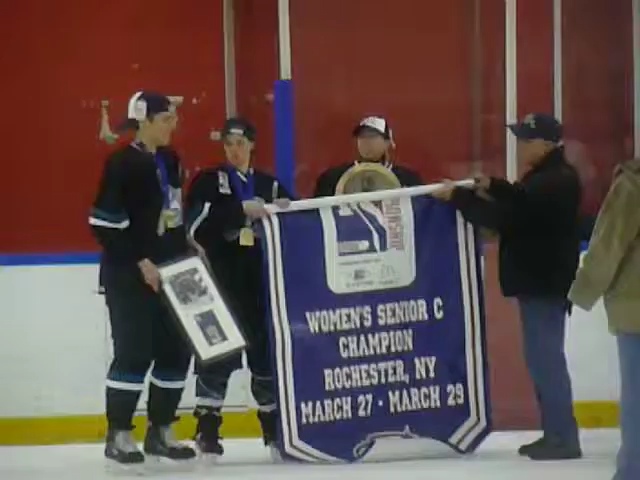 WOMEN'S SENIOR C
CHAMPION
ROCHESTER, NY
MARCH 27 - MARCH 29